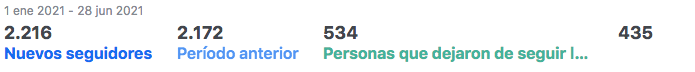 1 ene 2021 - 28 jun 2021
2.216 2.172 534 435
Nuevos seguidores Período anterior Personas que dejaron de seguir l...